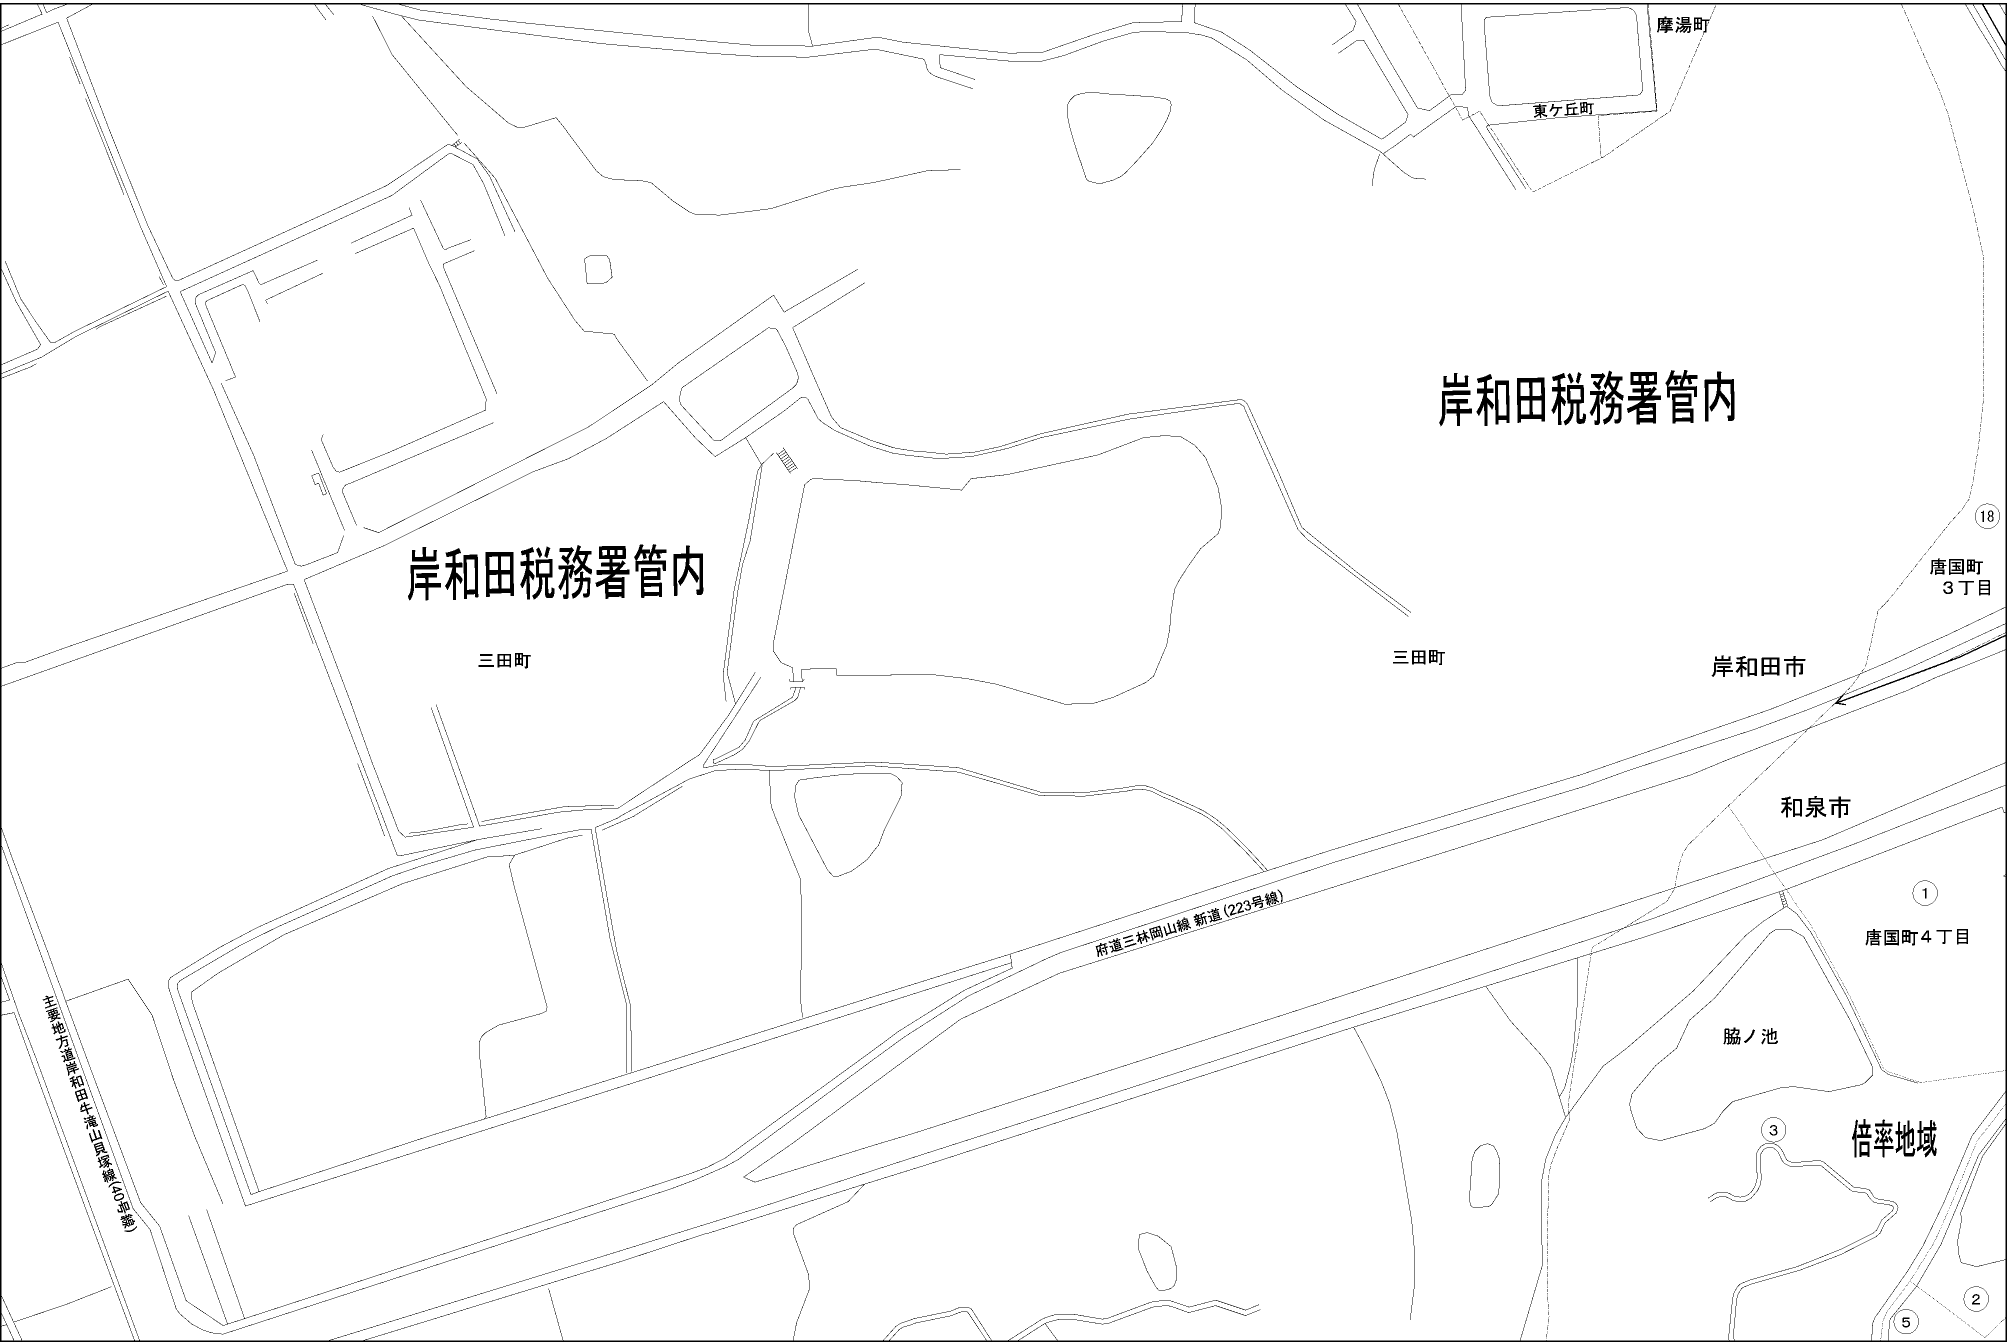 摩湯町
東ケ丘町
岸和田税務署管内
18
唐国町
3丁目
岸和田税務署管内
三田町
三田町
岸和田市
和泉市
1
府道三林岡山線 新道(223号線)
唐国町4丁目
主要地方道岸和田牛滝山貝塚線(40号線)
脇ノ池
3
倍率地域
2
5